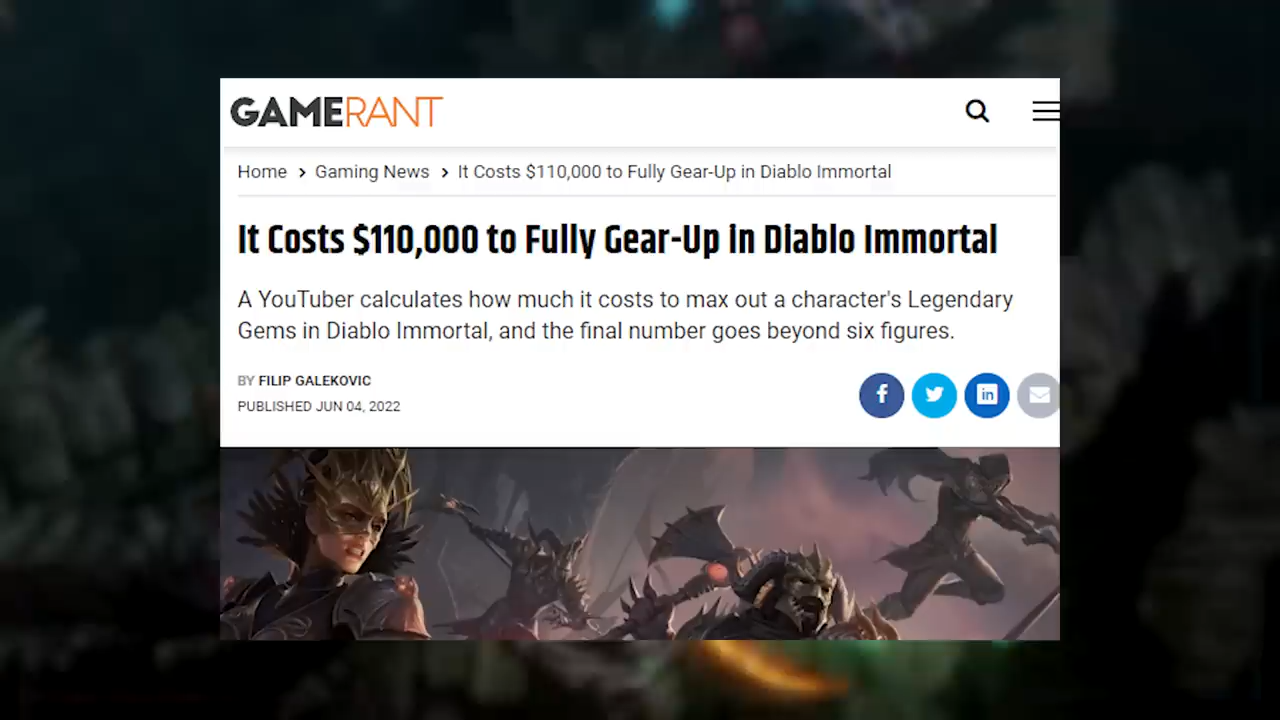 GAMERANT
Home > Gaming News > It Costs $110,000 to Fully Gear-Up in Diablo Immortal
It Costs $110,000 to Fully Gear-Up in Diablo Immortal
A YouTuber calculates how much it costs to max out a character's Legendary
Gems in Diablo Immortal, and the final number goes beyond six figures.
BY FILIP GALEKOVIC
PUBLISHED JUN 04, 2022